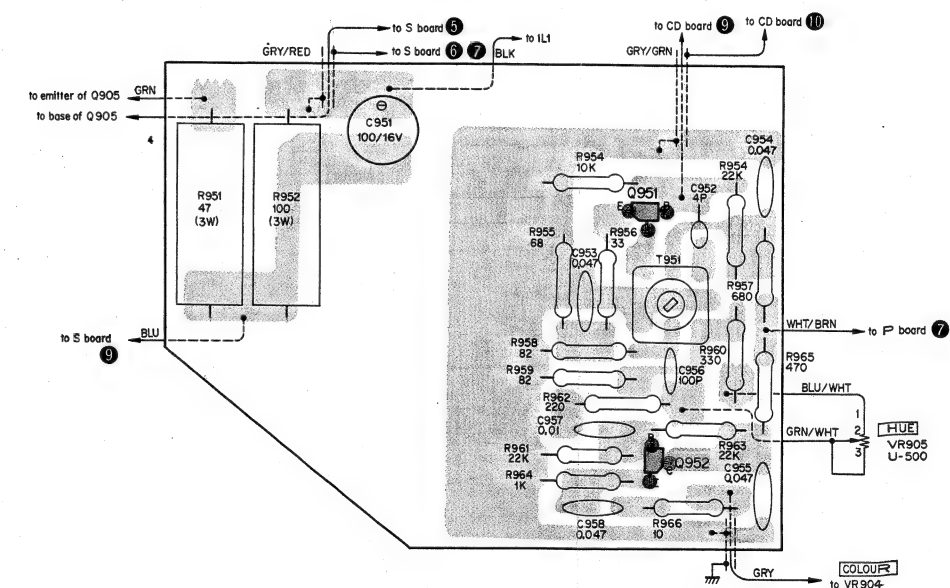 to S board 5
to CD board 9
to CD board 10
GRY/RED
to S board 6 7
to IL1
BLK
GRY/GRN
to emitter of Q905
GRN
to base of Q905
4
C951
100/16V
R951
47
(3W)
R952
100
(3W)
R954
10K
Q951
E
B
C952
4P
R954
22K
C954
0.047
R955
68
R956
33
C953
0.047
T951
R957
680
to S board
9
BLU
WHT/BRN
to P board 7
R958
82
R959
82
C956
100P
R960
330
R965
470
BLU/WHT
R962
220
C957
0.01
GRN/WHT
1
2
3
HUE
VR905
U-500
R961
22K
R963
22K
Q952
R964
1K
C955
0.047
C958
0.047
R966
10
GRY
COLOUR
to VR904